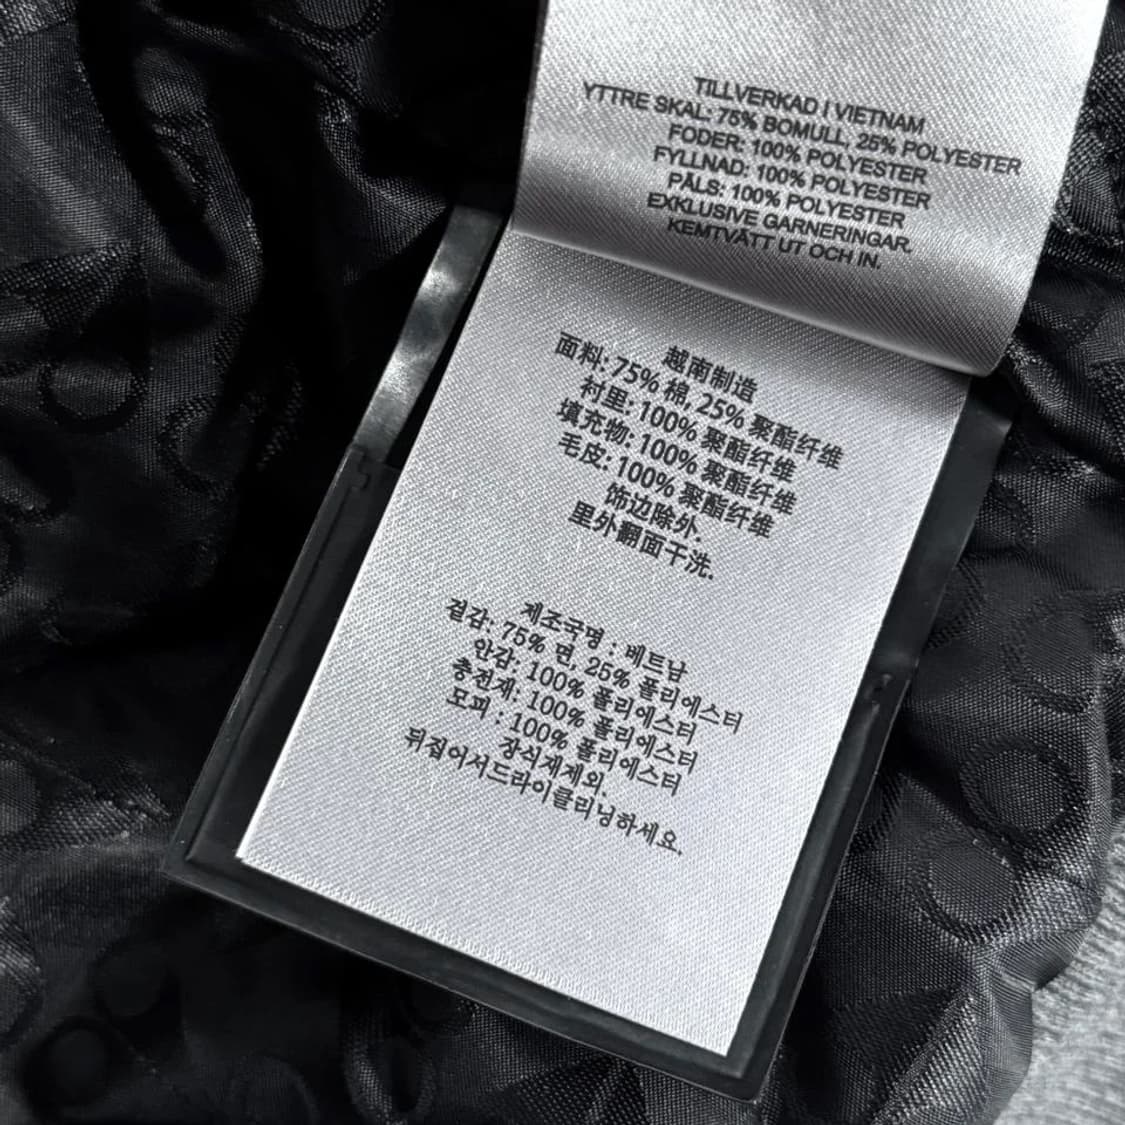 TILLVERKAD I VIETNAM
YTTRE SKAL: 75% BOMULL, 25% POLYESTER
FODER: 100% POLYESTER
FYLLNAD: 100% POLYESTER
PÄLS: 100% POLYESTER
EXKLUSIVE GARNERINGAR.
KEMTVÄTT UT OCH IN.
越南制造
面料: 75% 棉, 25% 聚酯纤维
衬里: 100% 聚酯纤维
填充物: 100% 聚酯纤维
毛皮: 100% 聚酯纤维
饰边除外.
里外翻面干洗.
제조국명 : 베트남
겉감: 75% 면, 25% 폴리에스터
안감: 100% 폴리에스터
충전재: 100% 폴리에스터
모피 : 100% 폴리에스터
장식재제외.
뒤집어서드라이클리닝하세요.